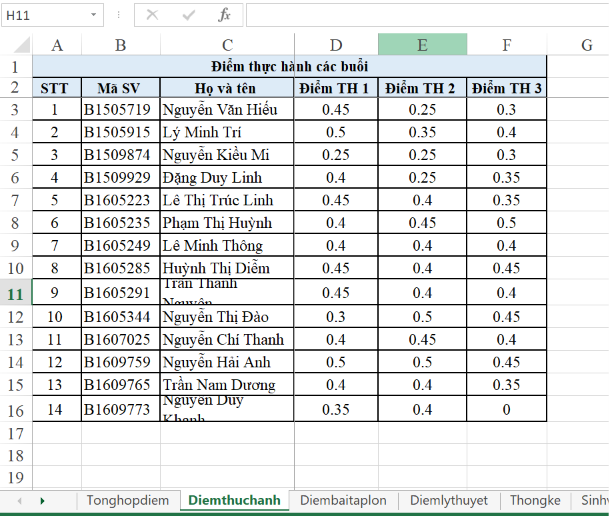 H11
fx
A B C D E F G
1 Điểm thực hành các buổi
2 STT Mã SV Họ và tên Điểm TH 1 Điểm TH 2 Điểm TH 3
3 1 B1505719 Nguyễn Văn Hiếu 0.45 0.25 0.3
4 2 B1505915 Lý Minh Trí 0.5 0.35 0.4
5 3 B1509874 Nguyễn Kiều Mi 0.25 0.25 0.3
6 4 B1509929 Đặng Duy Linh 0.4 0.25 0.35
7 5 B1605223 Lê Thị Trúc Linh 0.45 0.4 0.35
8 6 B1605235 Phạm Thị Huỳnh 0.4 0.45 0.5
9 7 B1605249 Lê Minh Thông 0.4 0.4 0.4
10 8 B1605285 Huỳnh Thị Diễm 0.45 0.4 0.45
11 9 B1605291 Trần Thanh 0.45 0.4 0.4
12 10 B1605344 Nguyễn Thị Đào 0.3 0.5 0.45
13 11 B1607025 Nguyễn Chí Thanh 0.4 0.45 0.4
14 12 B1609759 Nguyễn Hải Anh 0.5 0.5 0.45
15 13 B1609765 Trần Nam Dương 0.4 0.4 0.35
16 14 B1609773 Nguyễn Duy 0.35 0.4 0
17
18
19
Tonghopdiem Diemthuchanh Diembaitaplon Diemlythuyet Thongke Sinhv